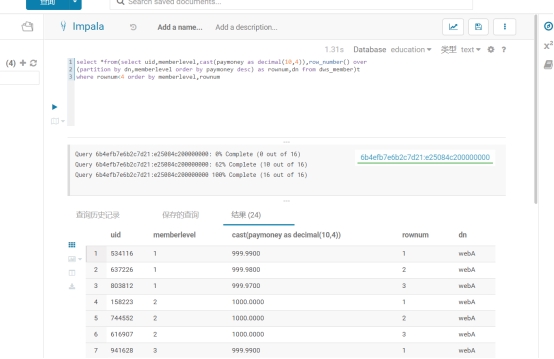 查询
Search saved documents...
Impala
Add a name...
Add a description...
(4)
1.31s Database education 类型 text ?
1 select *from(select uid,memberlevel,cast(paymoney as decimal(10,4)),row_number() over
2 (partition by dn,memberlevel order by paymoney desc) as rownum,dn from dws_member)t
3 where rownum<4 order by memberlevel,rownum
Query 6b4efb7e6b2c7d21:e25084c200000000: 0% Complete (0 out of 16)
Query 6b4efb7e6b2c7d21:e25084c200000000: 62% Complete (10 out of 16)
Query 6b4efb7e6b2c7d21:e25084c200000000 100% Complete (16 out of 16)
6b4efb7e6b2c7d21:e25084c200000000
查询历史记录 保存的查询 结果 (24)
uid memberlevel cast(paymoney as decimal(10,4)) rownum dn
1 534116 1 999.9900 1 webA
2 637226 1 999.9800 2 webA
3 803812 1 999.9700 3 webA
4 158223 2 1000.0000 1 webA
5 744552 2 1000.0000 2 webA
6 616907 2 1000.0000 3 webA
7 941628 3 999.9900 1 webA